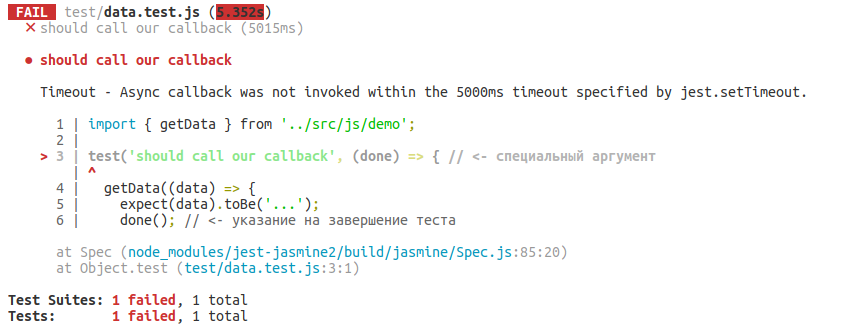 FAIL test/data.test.js (5.352s)
✕ should call our callback (5015ms)
● should call our callback
Timeout - Async callback was not invoked within the 5000ms timeout specified by jest.setTimeout.
1 | import { getData } from '../src/js/demo';
2 |
> 3 | test('should call our callback', (done) => { // <- специальный аргумент
| ^
4 | getData((data) => {
5 | expect(data).toBe('...');
6 | done(); // <- указание на завершение теста
at Spec (node_modules/jest-jasmine2/build/jasmine/Spec.js:85:20)
at Object.test (test/data.test.js:3:1)
Test Suites: 1 failed, 1 total
Tests: 1 failed, 1 total